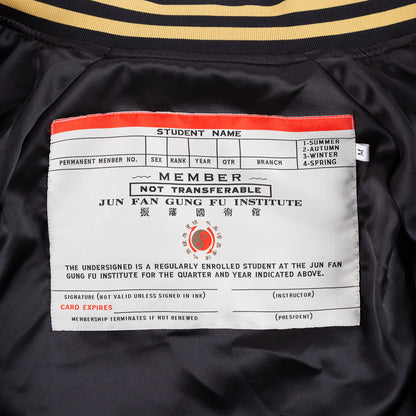 STUDENT NAME
1-SUMMER
2-AUTUMN
3-WINTER
4-SPRING
PERMANENT MEMBER NO. SEX RANK YEAR QTR BRANCH
M
MEMBER
NOT TRANSFERABLE
JUN FAN GUNG FU INSTITUTE
振藩國術館
THE UNDERSIGNED IS A REGULARLY ENROLLED STUDENT AT THE JUN FAN
GUNG FU INSTITUTE FOR THE QUARTER AND YEAR INDICATED ABOVE.
SIGNATURE (NOT VALID UNLESS SIGNED IN INK) (INSTRUCTOR)
CARD EXPIRES
MEMBERSHIP TERMINATES IF NOT RENEWED (PRESIDENT)